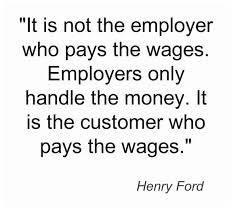 "It is not the employer
who pays the wages.
Employers only
handle the money. It
is the customer who
pays the wages."
Henry Ford